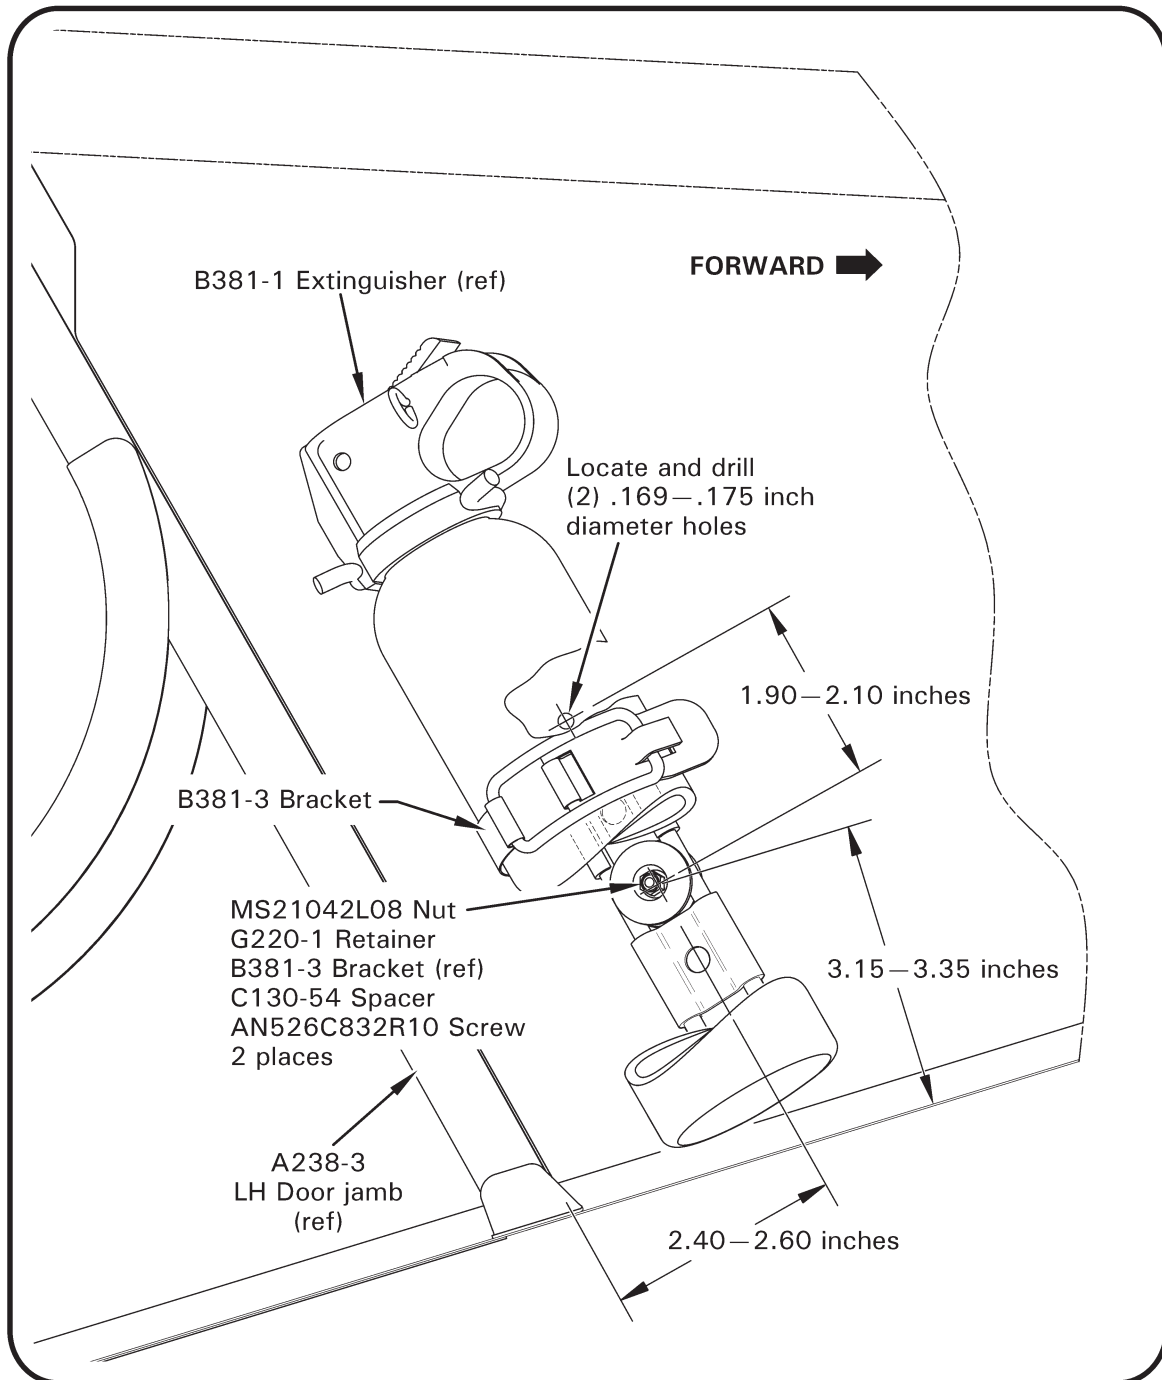 FORWARD
B381-1 Extinguisher (ref)
Locate and drill
(2) .169—.175 inch
diameter holes
1.90—2.10 inches
B381-3 Bracket
MS21042L08 Nut
G220-1 Retainer
B381-3 Bracket (ref)
C130-54 Spacer
AN526C832R10 Screw
2 places
3.15—3.35 inches
A238-3
LH Door jamb
(ref)
2.40—2.60 inches